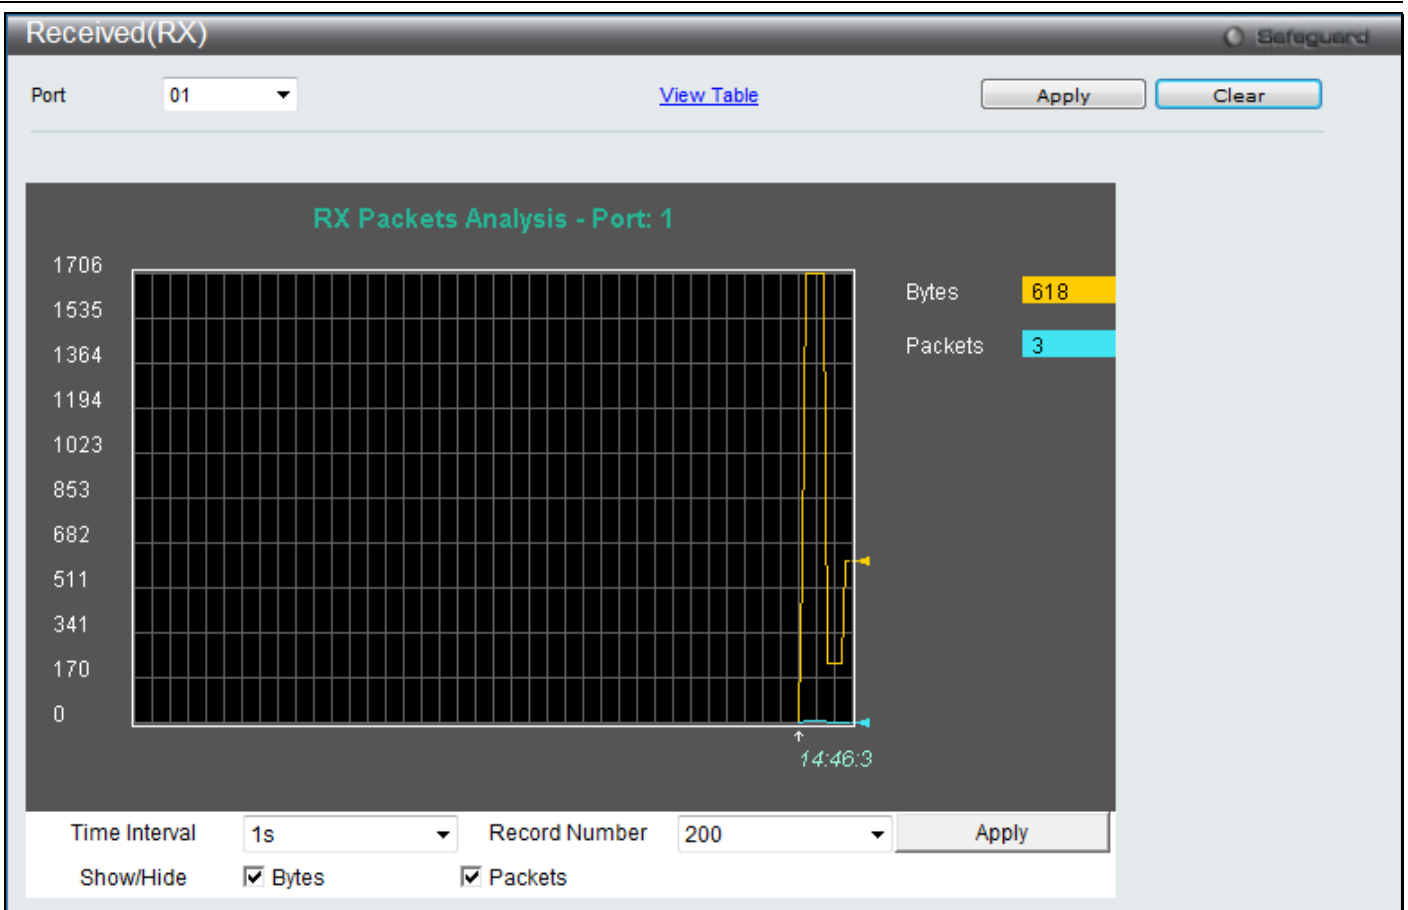 Received(RX)
Safeguard
Port 01 View Table Apply Clear
RX Packets Analysis - Port: 1
1706
1535
1364
1194
1023
853
682
511
341
170
0
Bytes 618
Packets 3
14:46:3
Time Interval 1s Record Number 200 Apply
Show/Hide Bytes Packets